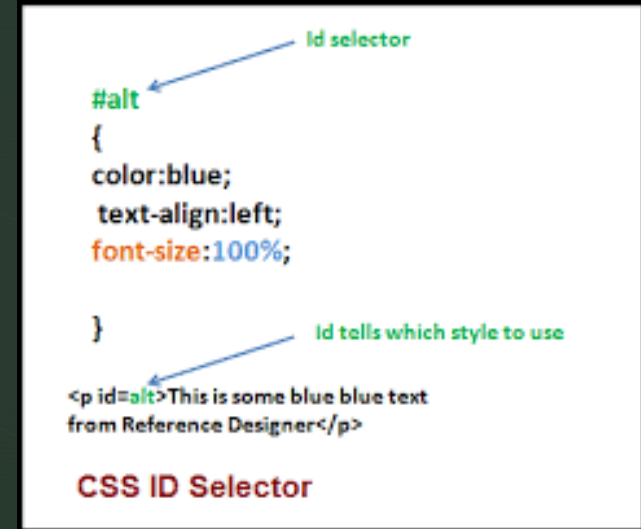 Id selector
#alt
{
color:blue;
text-align:left;
font-size:100%;
}
Id tells which style to use
<p id=alt>This is some blue blue text
from Reference Designer</p>
CSS ID Selector